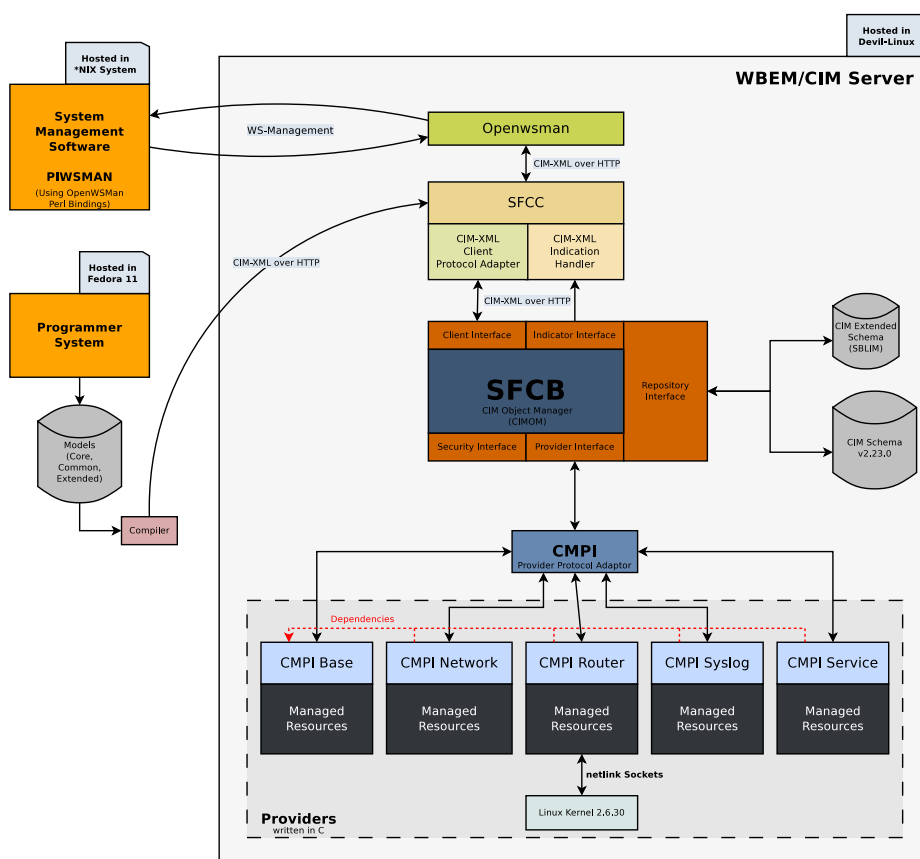 Hosted in
Devil-Linux
Hosted in
*NIX System
WBEM/CIM Server
System
Management
Software
PIWSMAN
(Using OpenWSMan
Perl Bindings)
WS-Management
Openwsman
CIM-XML over HTTP
SFCC
CIM-XML
Client
Protocol Adapter
CIM-XML
Indication
Handler
Hosted in
Fedora 11
CIM-XML over HTTP
CIM-XML over HTTP
Programmer
System
Client Interface
Indicator Interface
SFCB
CIM Object Manager
(CIMOM)
Repository
Interface
Security Interface
Provider Interface
CIM Extended
Schema
(SBLIM)
CIM Schema
v2.23.0
Models
(Core,
Common,
Extended)
Compiler
CMPI
Provider Protocol Adaptor
Dependencies
CMPI Base
CMPI Network
CMPI Router
CMPI Syslog
CMPI Service
Managed
Resources
Managed
Resources
Managed
Resources
Managed
Resources
Managed
Resources
netlink Sockets
Linux Kernel 2.6.30
Providers
written in C